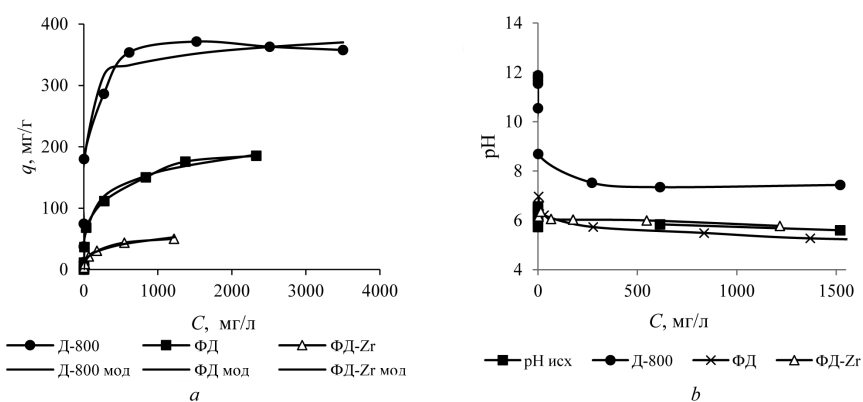 400
300
200
100
0
q, мг/г
0
1000
2000
3000
4000
C, мг/л
Д-800
ФД
ФД-Zr
Д-800 мод
ФД мод
ФД-Zr мод
a
14
12
10
8
6
4
pH
0
500
1000
1500
C, мг/л
pH исх
Д-800
ФД
ФД-Zr
b